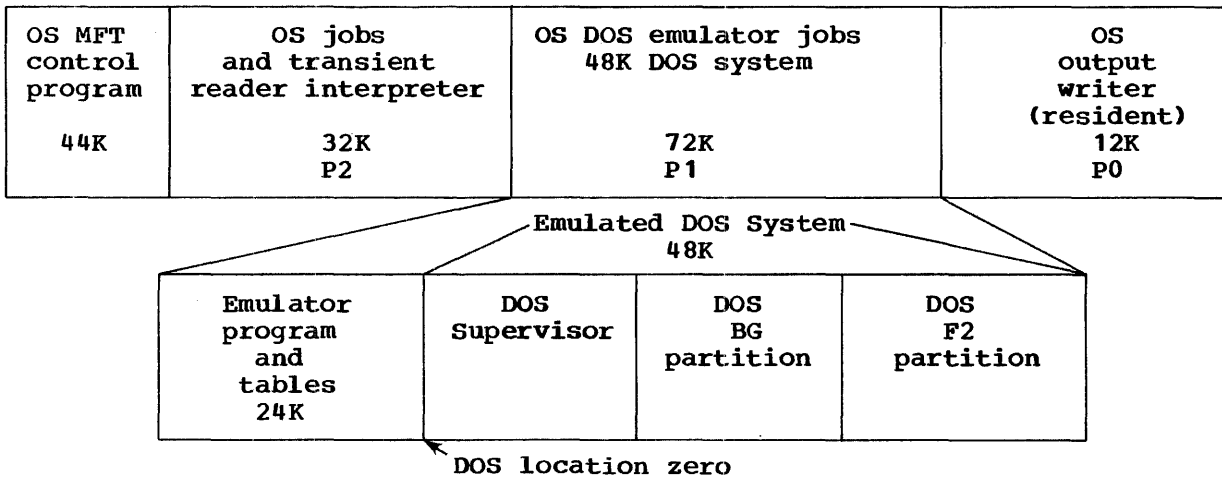 OS MFT
control
program
44K
OS jobs
and transient
reader interpreter
32K
P2
OS DOS emulator jobs
48K DOS system
72K
P1
OS
output
writer
(resident)
12K
P0
Emulated DOS System
48K
Emulator
program
and
tables
24K
DOS
Supervisor
DOS
BG
partition
DOS
F2
partition
DOS location zero